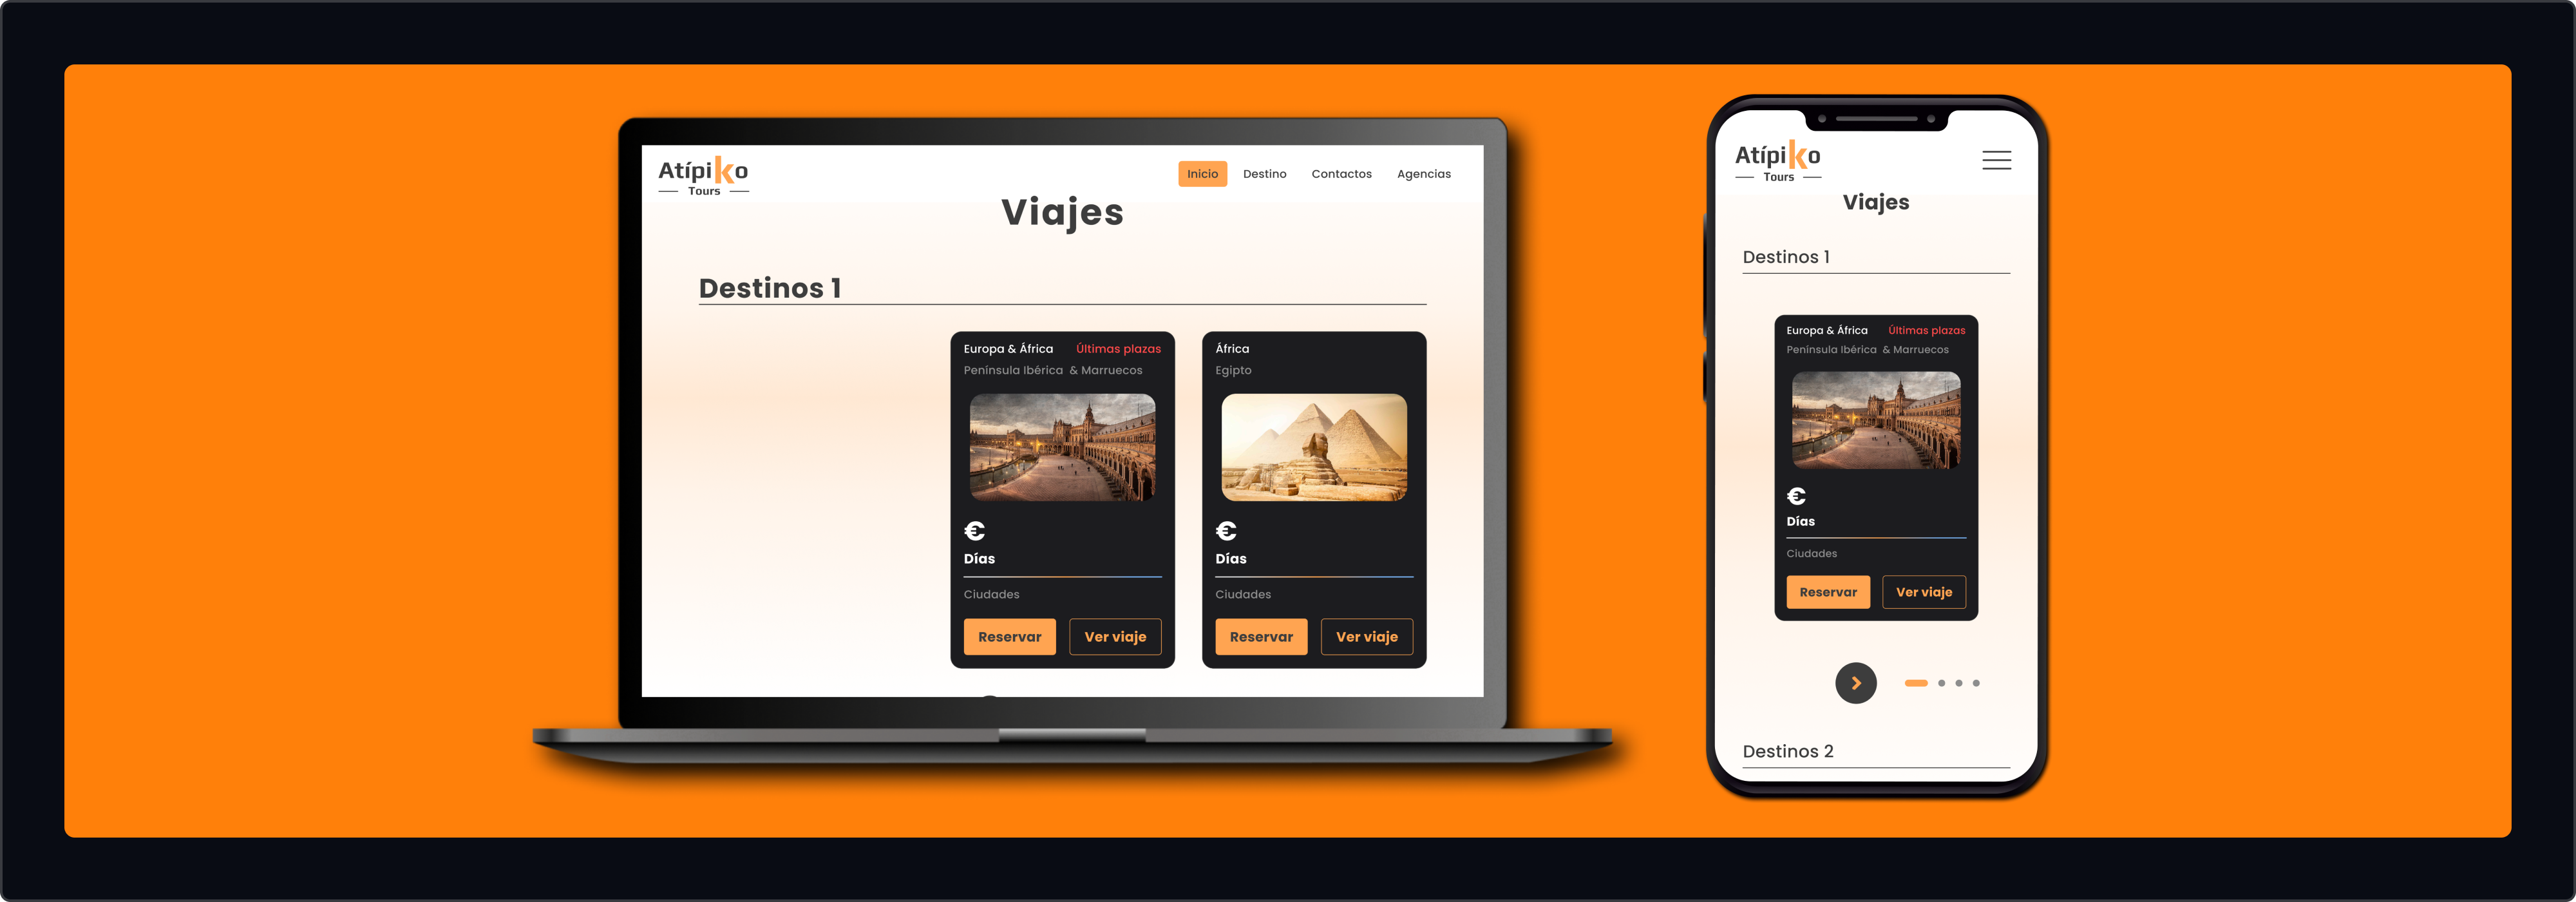 Atípiko
Tours
Inicio Destino Contactos Agencias
Viajes
Destinos 1
Europa & África Últimas plazas
Península Ibérica & Marruecos
€
Días
Ciudades
Reservar Ver viaje
África
Egipto
€
Días
Ciudades
Reservar Ver viaje
Atípiko
Tours
Viajes
Destinos 1
Europa & África Últimas plazas
Península Ibérica & Marruecos
€
Días
Ciudades
Reservar Ver viaje
Destinos 2